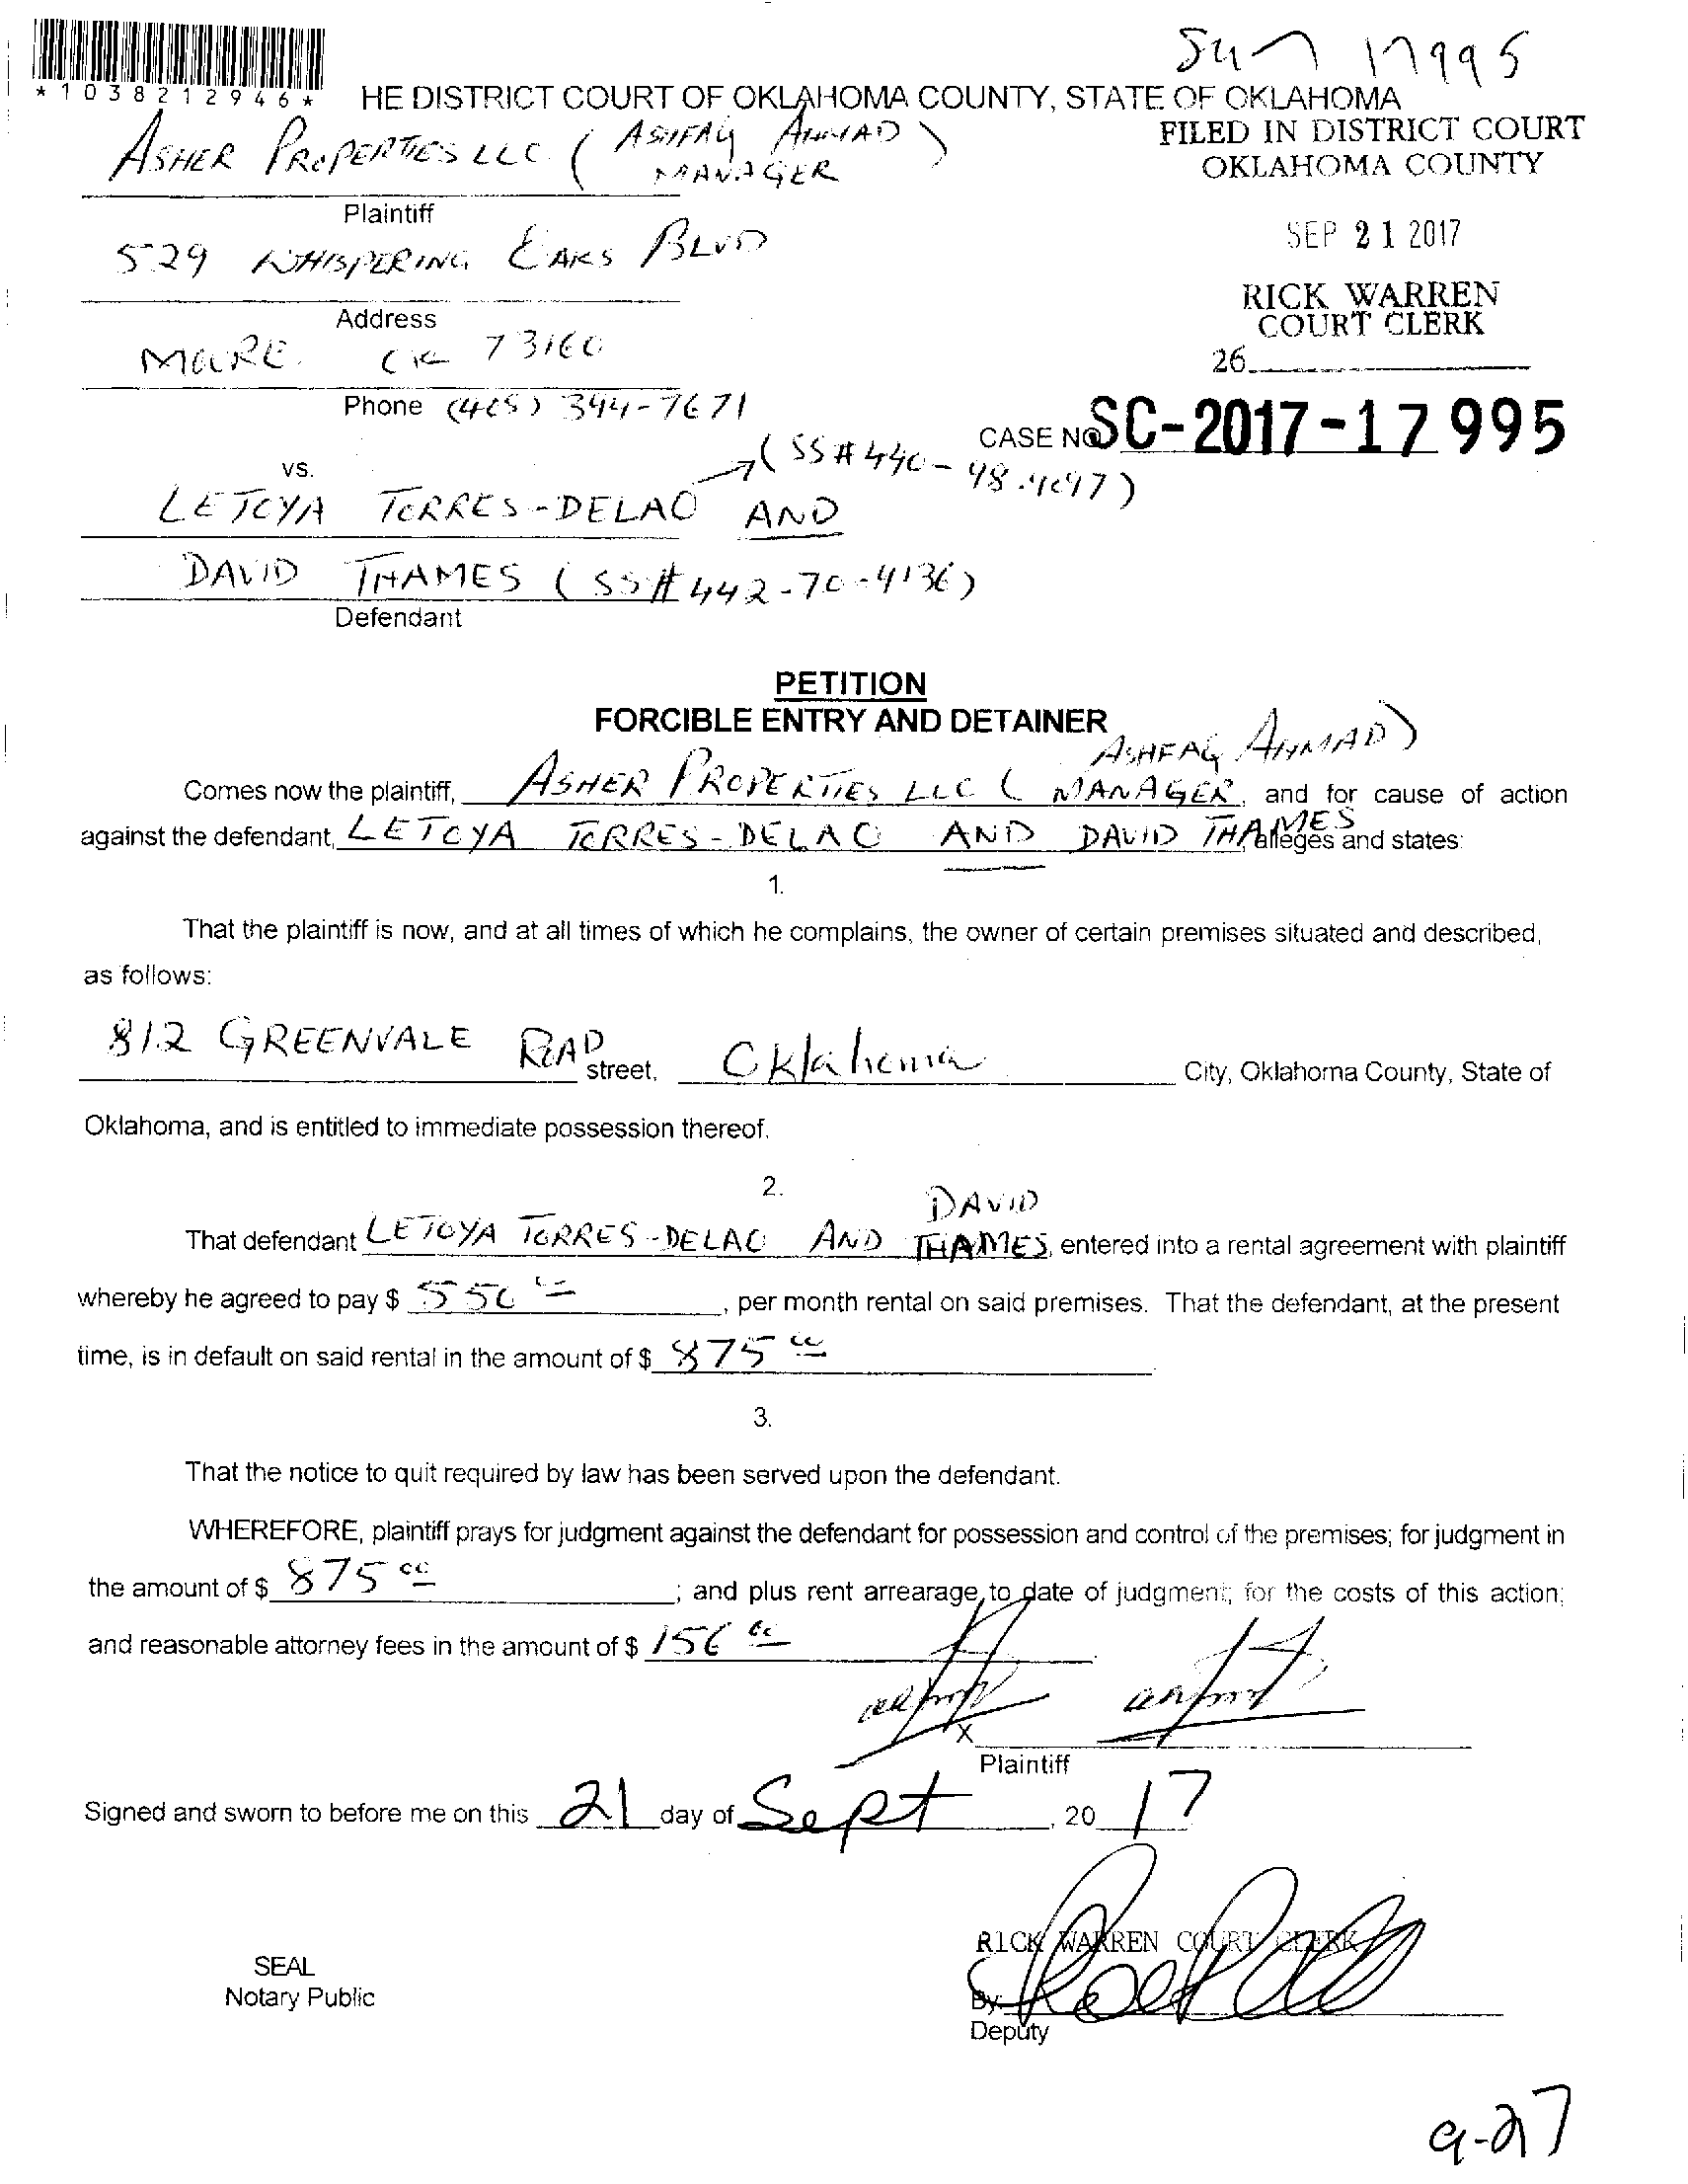 Sun 17995
*1038212946*
HE DISTRICT COURT OF OKLAHOMA COUNTY, STATE OF OKLAHOMA
FILED IN DISTRICT COURT
OKLAHOMA COUNTY
SEP 21 2017
RICK WARREN
COURT CLERK
26
ASHER PROPERTIES LLC ( ASHFAQ AHMAD )
MANAGER
Plaintiff
529 WHISPERING OAKS BLVD
Address
MOORE. OK 73160
Phone (405) 394-7671
CASE NO SC-2017-17995
vs.
(SS# [redacted])
LETOYA TORRES-DELAO AND
DAVID THAMES (SS# [redacted])
Defendant
PETITION
FORCIBLE ENTRY AND DETAINER
ASHFAQ AHMAD)
Comes now the plaintiff, ASHER PROPERTIES LLC ( MANAGER, and for cause of action
against the defendant, LETOYA TORRES-DELAO AND DAVID THAMES alleges and states:
1.
That the plaintiff is now, and at all times of which he complains, the owner of certain premises situated and described,
as follows:
812 GREENVALE ROAD street, Oklahoma City, Oklahoma County, State of
Oklahoma, and is entitled to immediate possession thereof.
2.
DAVID
That defendant LETOYA TORRES-DELAO AND THAMES, entered into a rental agreement with plaintiff
whereby he agreed to pay $ 550 00, per month rental on said premises. That the defendant, at the present
time, is in default on said rental in the amount of $ 875 00.
3.
That the notice to quit required by law has been served upon the defendant.
WHEREFORE, plaintiff prays for judgment against the defendant for possession and control of the premises; for judgment in
the amount of $ 875 00; and plus rent arrearage, to date of judgment; for the costs of this action;
and reasonable attorney fees in the amount of $ 156 00.
X
Plaintiff
Signed and sworn to before me on this 21 day of Sept, 20 17
RICK WARREN COURT CLERK
SEAL
Notary Public
By
Deputy
9-27